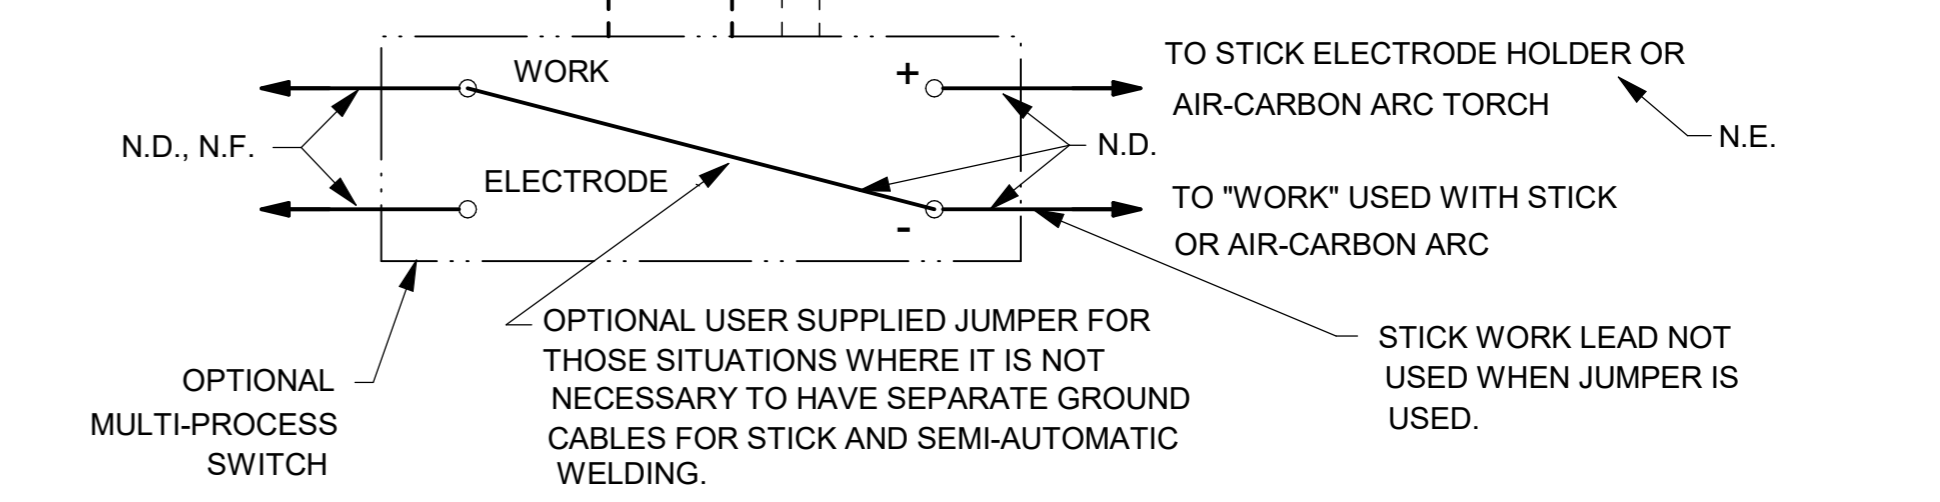 WORK
ELECTRODE
+
-
N.D., N.F.
N.D.
TO STICK ELECTRODE HOLDER OR
AIR-CARBON ARC TORCH
N.E.
TO "WORK" USED WITH STICK
OR AIR-CARBON ARC
OPTIONAL
MULTI-PROCESS
SWITCH
OPTIONAL USER SUPPLIED JUMPER FOR
THOSE SITUATIONS WHERE IT IS NOT
NECESSARY TO HAVE SEPARATE GROUND
CABLES FOR STICK AND SEMI-AUTOMATIC
WELDING.
STICK WORK LEAD NOT
USED WHEN JUMPER IS
USED.